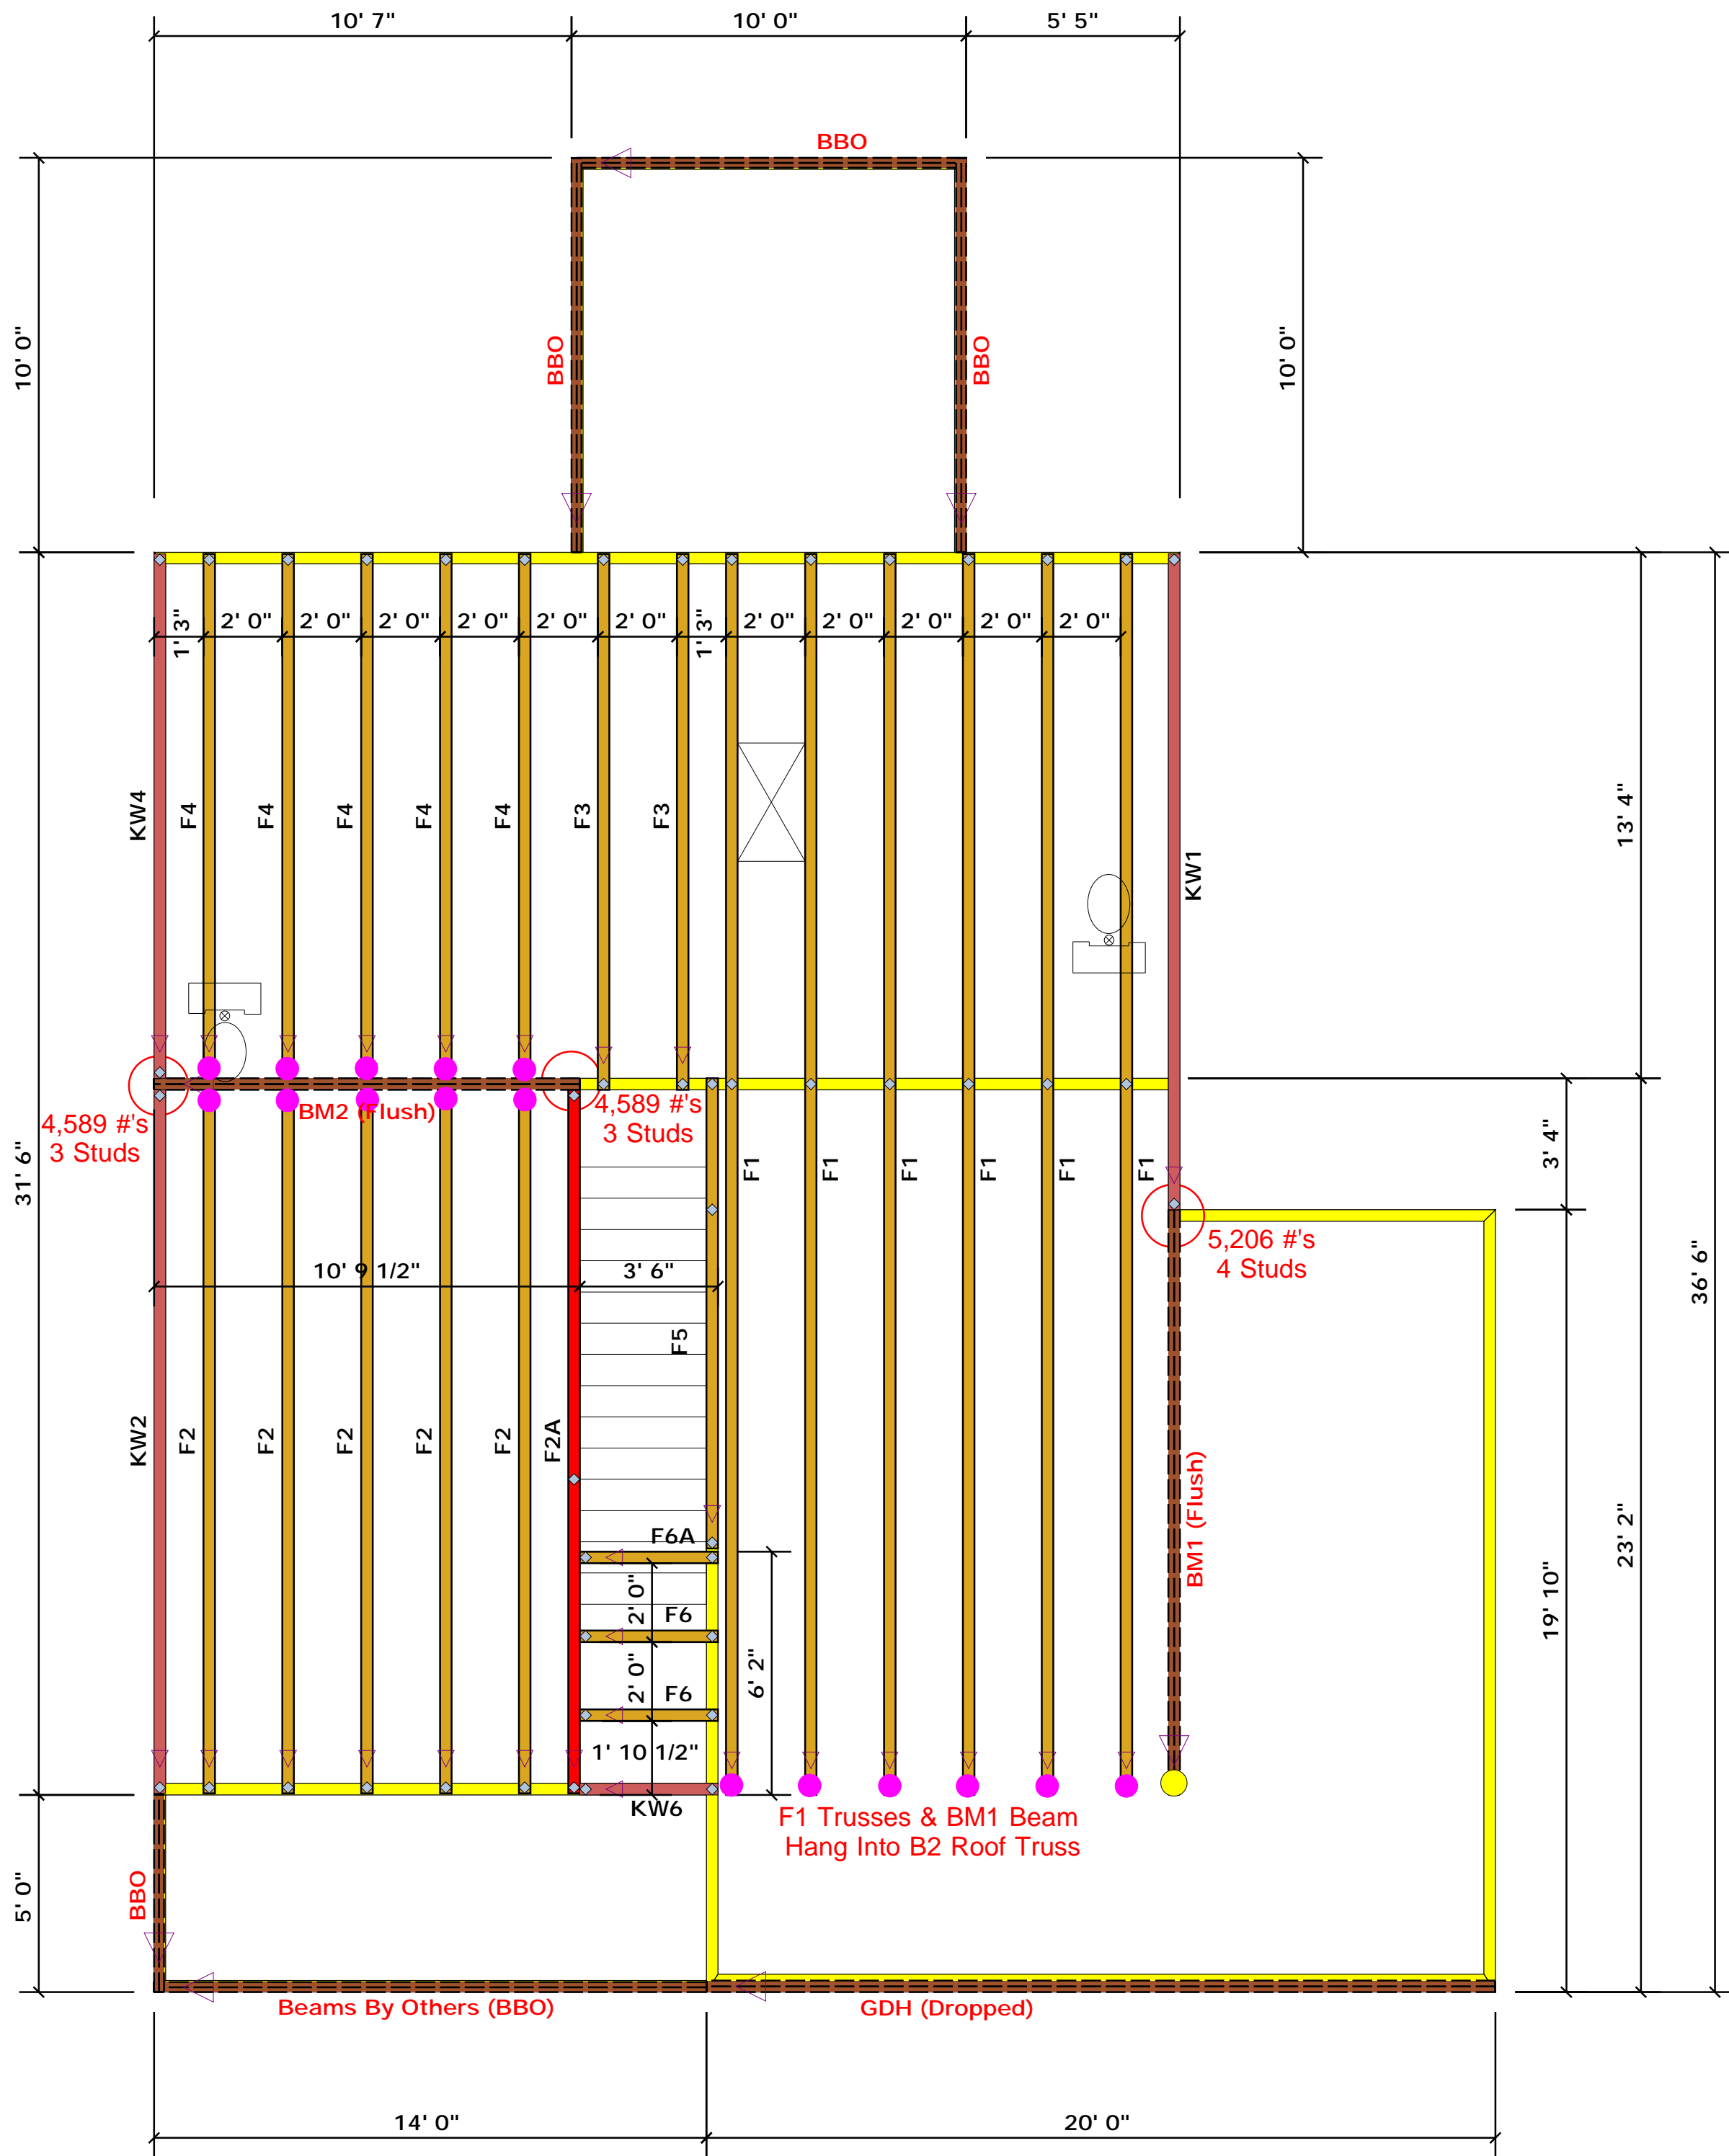 10' 7"
10' 0"
5' 5"
BBO
10' 0"
BBO
BBO
10' 0"
1' 3"
2' 0"
2' 0"
2' 0"
2' 0"
2' 0"
2' 0"
1' 3"
2' 0"
2' 0"
2' 0"
2' 0"
2' 0"
KW4
F4
F4
F4
F4
F4
F3
F3
KW1
13' 4"
BM2 (Flush)
4,589 #'s
3 Studs
4,589 #'s
3 Studs
31' 6"
F1
F1
F1
F1
F1
F1
3' 4"
5,206 #'s
4 Studs
36' 6"
10' 9 1/2"
3' 6"
F5
KW2
F2
F2
F2
F2
F2
F2A
BM1 (Flush)
23' 2"
19' 10"
F6A
2' 0"
F6
2' 0"
F6
6' 2"
1' 10 1/2"
KW6
F1 Trusses & BM1 Beam
Hang Into B2 Roof Truss
5' 0"
BBO
Beams By Others (BBO)
GDH (Dropped)
14' 0"
20' 0"